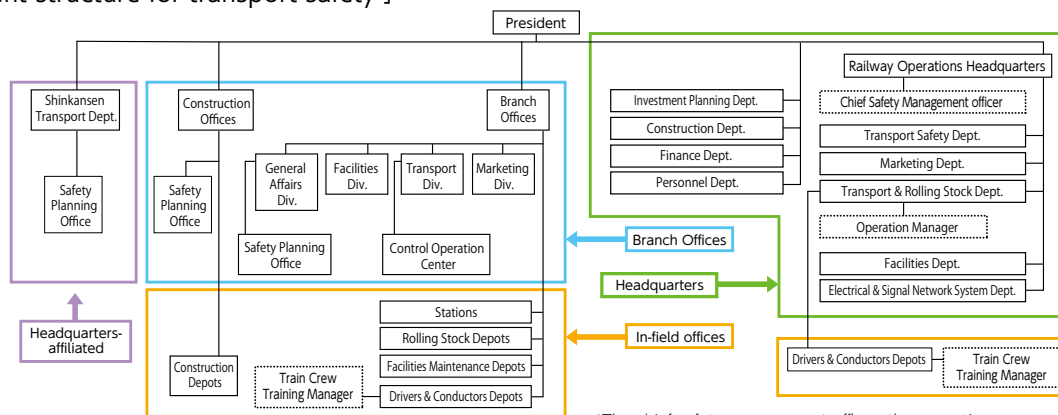 structure for transport safety ]
President
Railway Operations Headquarters
Shinkansen
Transport Dept.
Construction
Offices
Branch
Offices
Investment Planning Dept.
Chief Safety Management officer
Construction Dept.
Transport Safety Dept.
Finance Dept.
Marketing Dept.
Personnel Dept.
Transport & Rolling Stock Dept.
General
Affairs
Div.
Facilities
Div.
Transport
Div.
Marketing
Div.
Safety
Planning
Office
Safety
Planning
Office
Operation Manager
Safety Planning
Office
Control Operation
Center
Branch Offices
Facilities Dept.
Headquarters
Electrical & Signal Network System Dept.
Headquarters-
affiliated
Stations
In-field offices
Rolling Stock Depots
Construction
Depots
Facilities Maintenance Depots
Train Crew
Training Manager
Drivers & Conductors Depots
Drivers & Conductors Depots
Train Crew
Training Manager